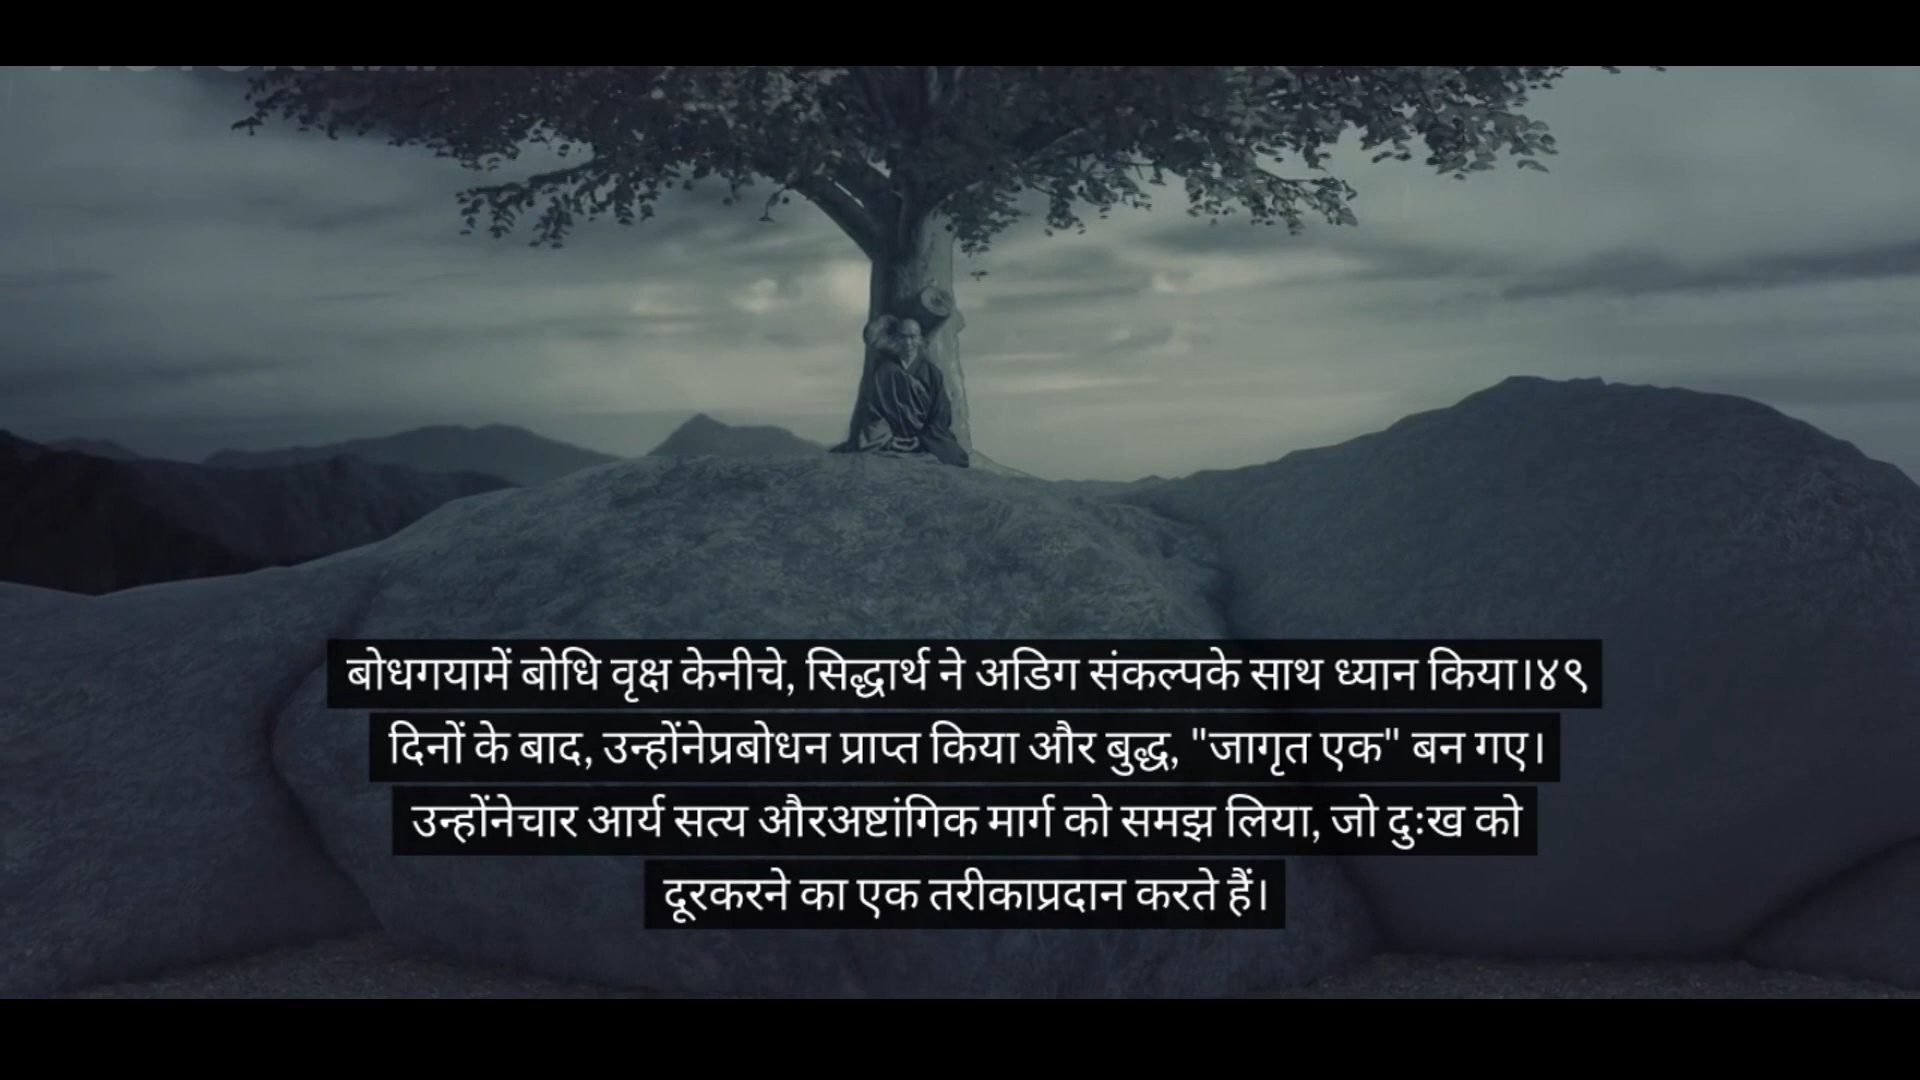 बोधगयामें बोधि वृक्ष केनीचे, सिद्धार्थ ने अडिग संकल्पके साथ ध्यान किया।४९
दिनों के बाद, उन्होंनेप्रबोधन प्राप्त किया और बुद्ध, "जागृत एक" बन गए।
उन्होंनेचार आर्य सत्य औरअष्टांगिक मार्ग को समझ लिया, जो दुःख को
दूरकरने का एक तरीकाप्रदान करते हैं।